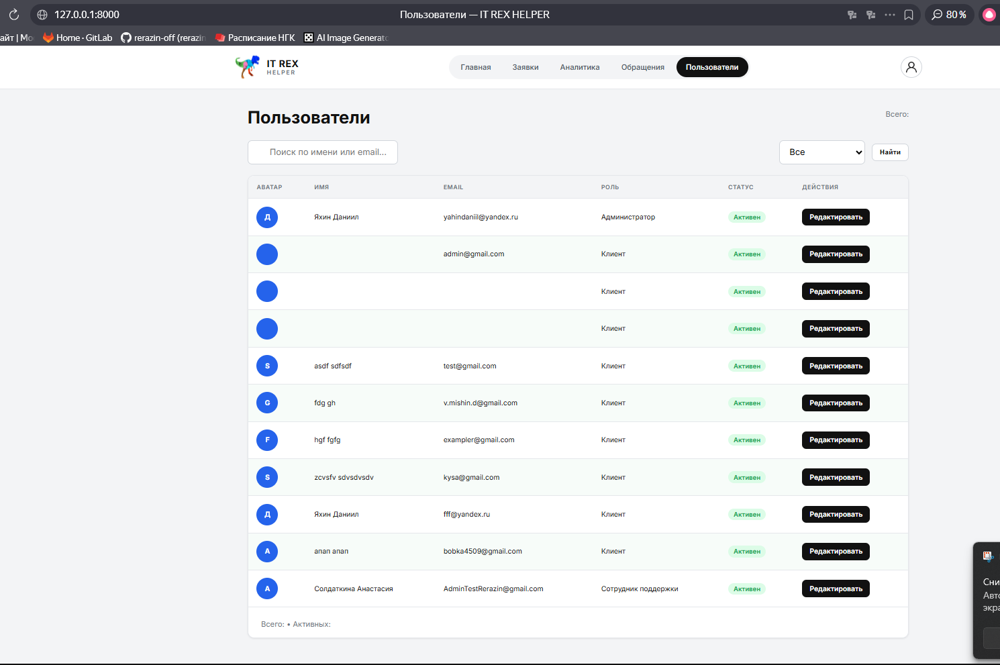 127.0.0.1:8000
Пользователи — IT REX HELPER
80 %
айт | Мо
Home · GitLab
rerazin-off (rerazin
Расписание НГК
AI Image Generato
IT REX
HELPER
Главная
Заявки
Аналитика
Обращения
Пользователи
Пользователи
Всего:
Поиск по имени или email...
Все
Найти
АВАТАР ИМЯ EMAIL РОЛЬ СТАТУС ДЕЙСТВИЯ
Д Яхин Даниил yahindaniil@yandex.ru Администратор Активен Редактировать
admin@gmail.com Клиент Активен Редактировать
Клиент Активен Редактировать
Клиент Активен Редактировать
S asdf sdfsdf test@gmail.com Клиент Активен Редактировать
G fdg gh v.mishin.d@gmail.com Клиент Активен Редактировать
F hgf fgfg exampler@gmail.com Клиент Активен Редактировать
S zcvsfv sdvsdvsdv kysa@gmail.com Клиент Активен Редактировать
Д Яхин Даниил fff@yandex.ru Клиент Активен Редактировать
А апап апап bobka4509@gmail.com Клиент Активен Редактировать
А Солдаткина Анастасия AdminTestRerazin@gmail.com Сотрудник поддержки Активен Редактировать
Всего: • Активных:
Сни
Авто
экра